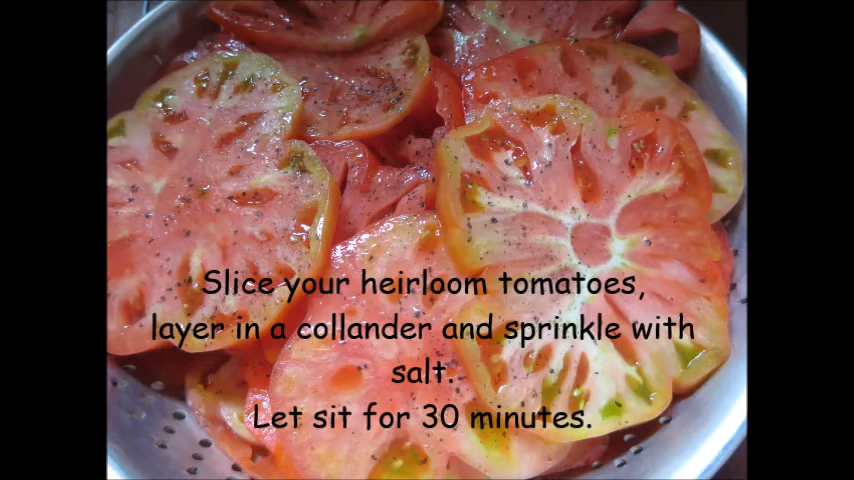 Slice your heirloom tomatoes,
layer in a collander and sprinkle with
salt.
Let sit for 30 minutes.